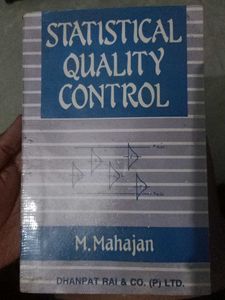 STATISTICAL
QUALITY
CONTROL
M. Mahajan
DHANPAT RAI & CO. (P) LTD.